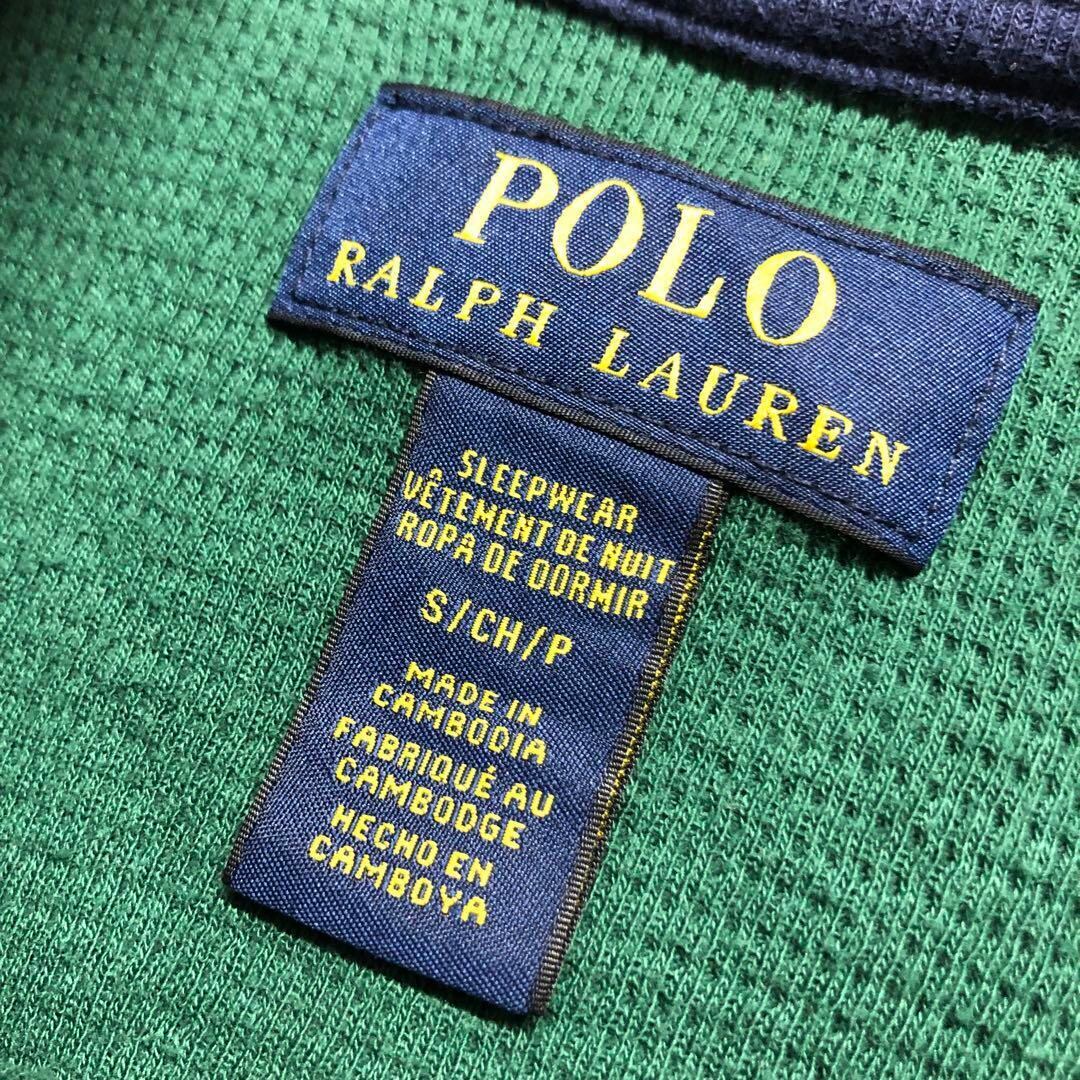 POLO
RALPH LAUREN
SLEEPWEAR
VÊTEMENT DE NUIT
ROPA DE DORMIR
S/CH/P
MADE IN
CAMBODIA
FABRIQUÉ AU
CAMBODGE
HECHO EN
CAMBOYA